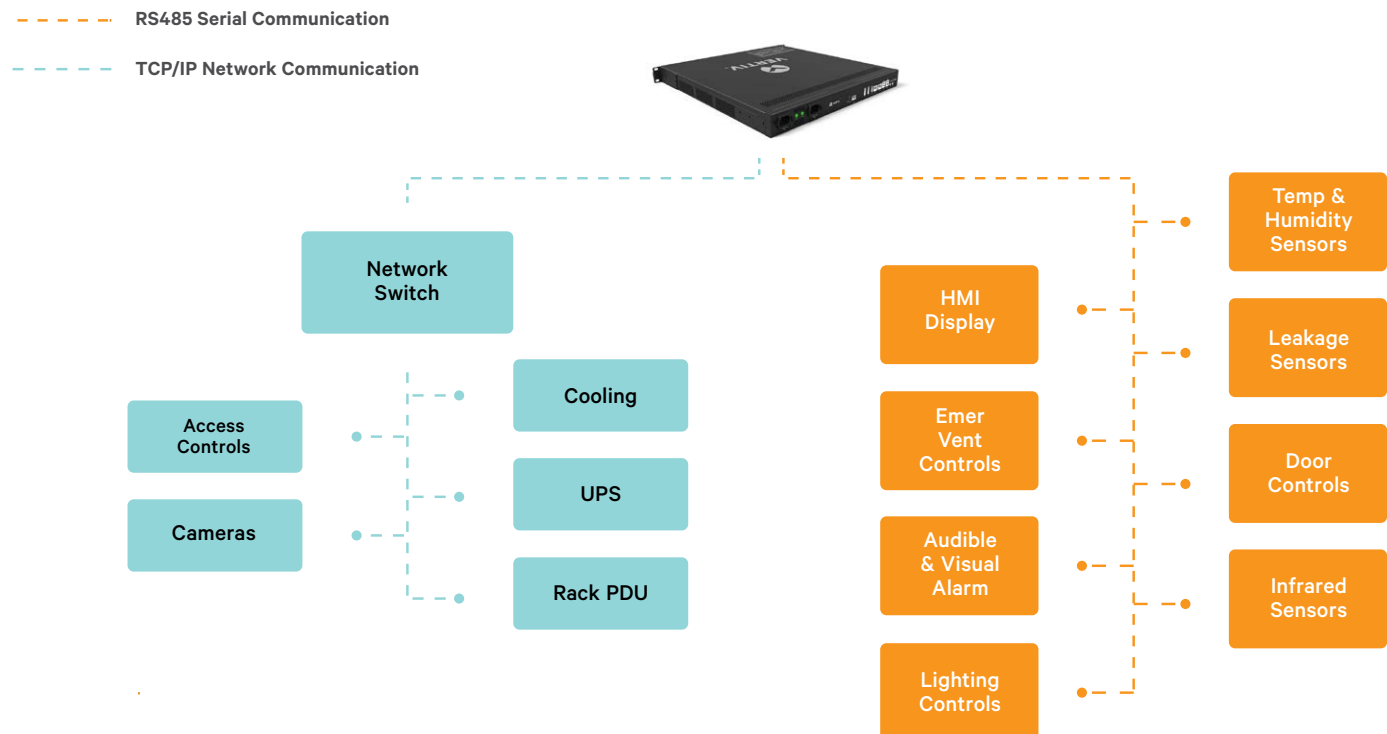 RS485 Serial Communication
TCP/IP Network Communication
VERTIV
Network
Switch
Access
Controls
Cameras
Cooling
UPS
Rack PDU
HMI
Display
Emer
Vent
Controls
Audible
& Visual
Alarm
Lighting
Controls
Temp &
Humidity
Sensors
Leakage
Sensors
Door
Controls
Infrared
Sensors